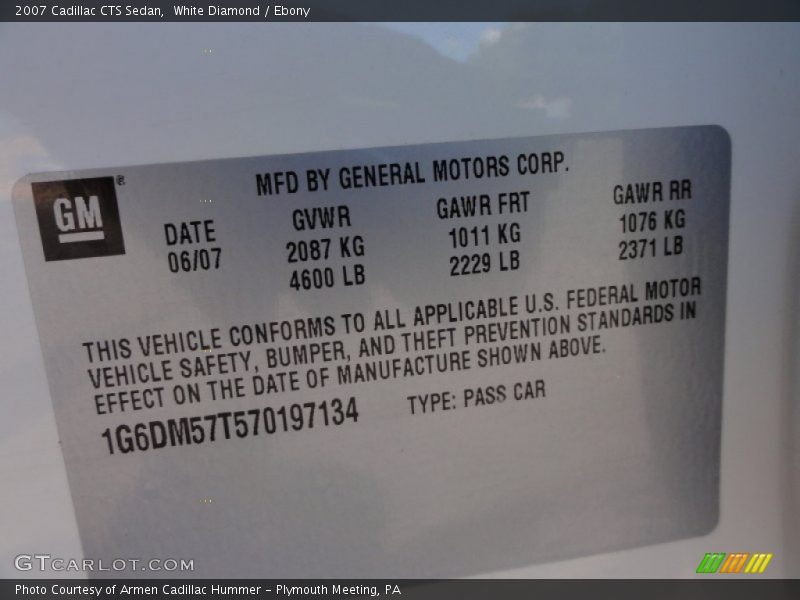 2007 Cadillac CTS Sedan,  White Diamond / Ebony
MFD BY GENERAL MOTORS CORP.
GM®
DATE GVWR GAWR FRT GAWR RR
06/07 2087 KG 1011 KG 1076 KG
4600 LB 2229 LB 2371 LB
THIS VEHICLE CONFORMS TO ALL APPLICABLE U.S. FEDERAL MOTOR
VEHICLE SAFETY, BUMPER, AND THEFT PREVENTION STANDARDS IN
EFFECT ON THE DATE OF MANUFACTURE SHOWN ABOVE.
1G6DM57T570197134 TYPE: PASS CAR
GTCARLOT.COM
Photo Courtesy of Armen Cadillac Hummer - Plymouth Meeting, PA